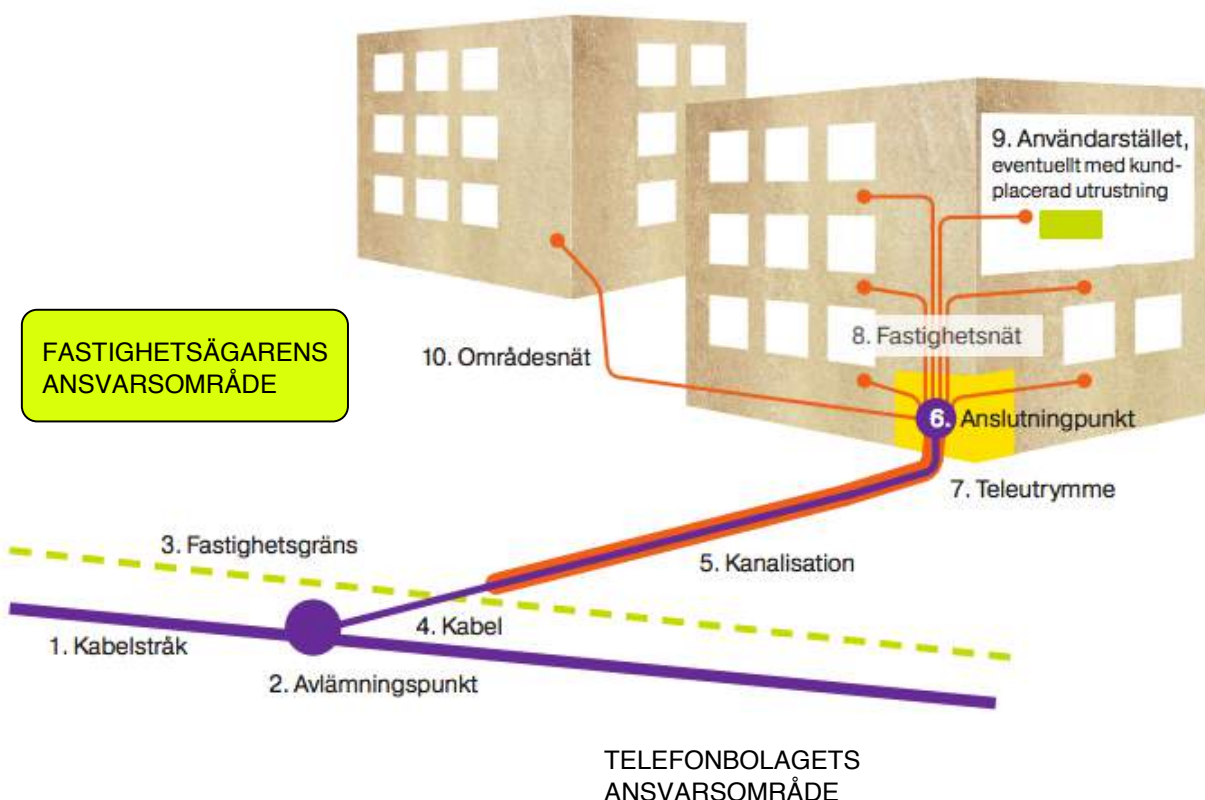 9. Användarstället,
eventuellt med kund-
placerad utrustning
8. Fastighetsnät
FASTIGHETSÄGARENS
ANSVARSOMRÅDE
10. Områdesnät
6. Anslutningpunkt
7. Teleutrymme
3. Fastighetsgräns
5. Kanalisation
4. Kabel
1. Kabelstråk
2. Avlämningspunkt
TELEFONBOLAGETS
ANSVARSOMRÅDE